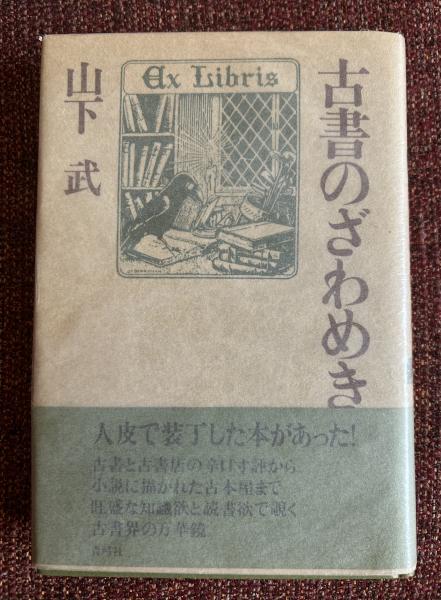 古書のざわめき
山下 武
Ex Libris
人皮で装丁した本があった!
古書と古書店の辛口寸評から
小説に描かれた古本屋まで
旺盛な知識欲と読書欲で覗く
古書界の万華鏡
青弓社